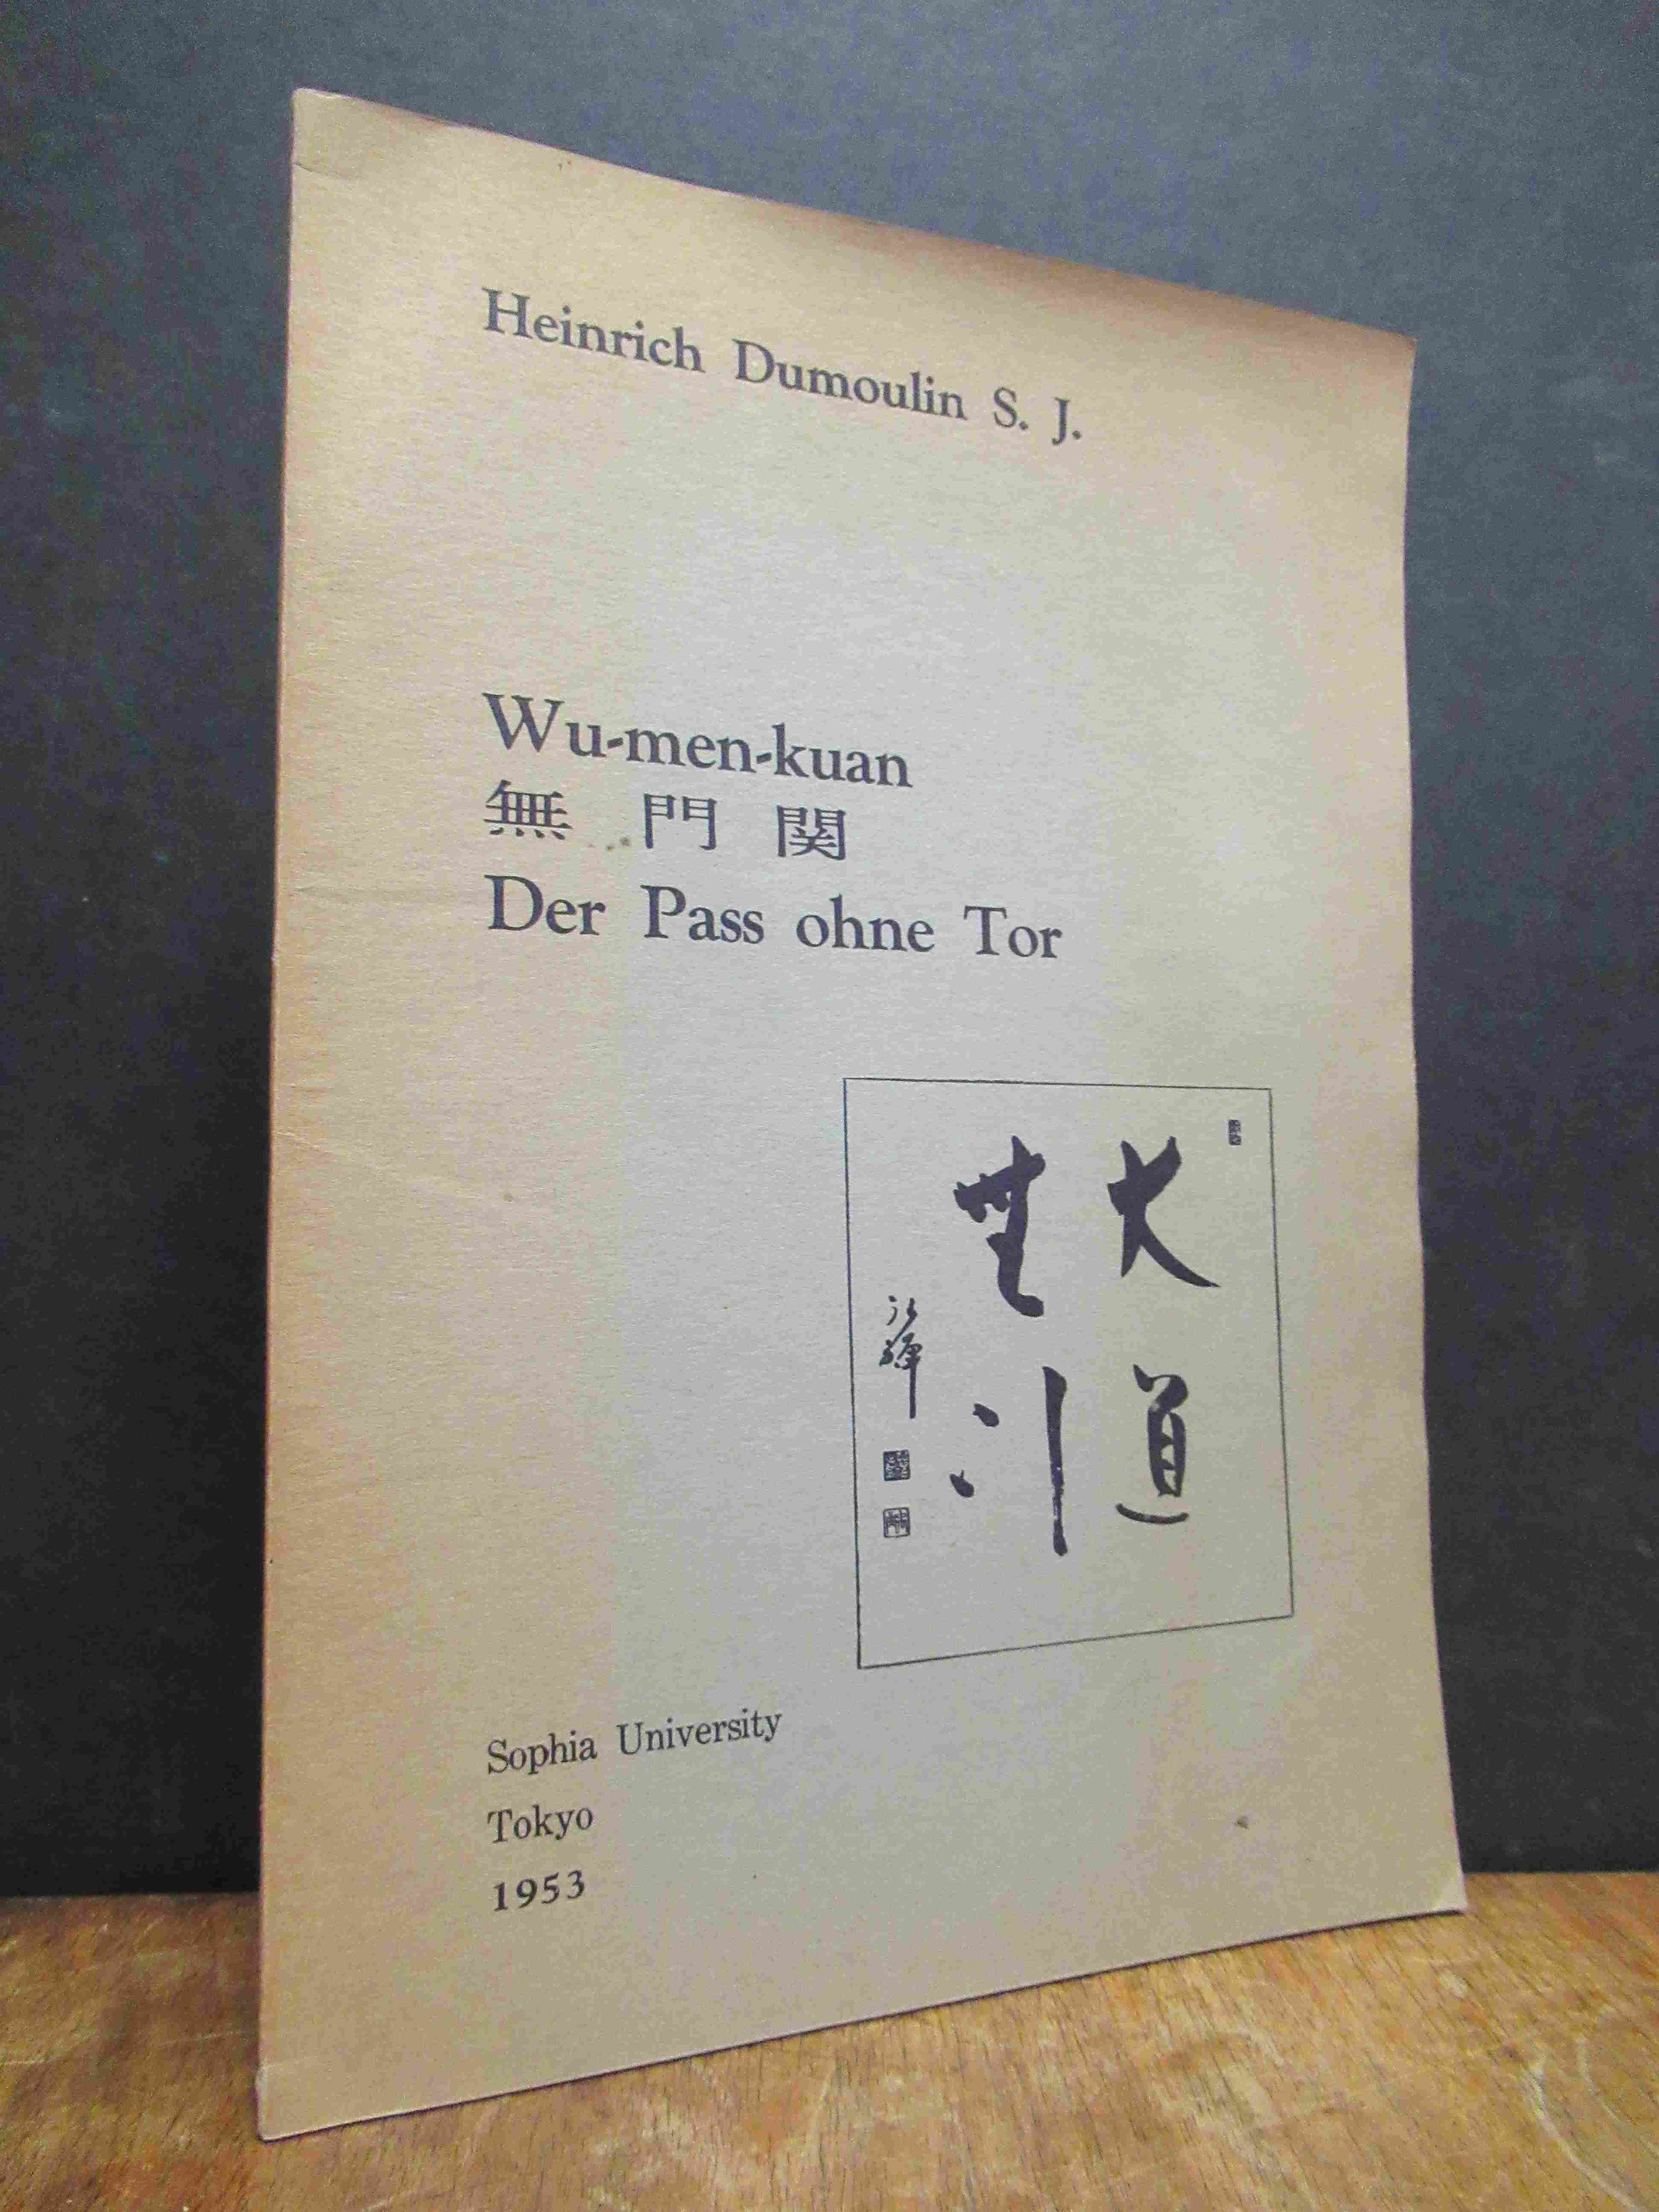 Heinrich Dumoulin S. J.
Wu-men-kuan
無門関
Der Pass ohne Tor
大道
無門
Sophia University
Tokyo
1953